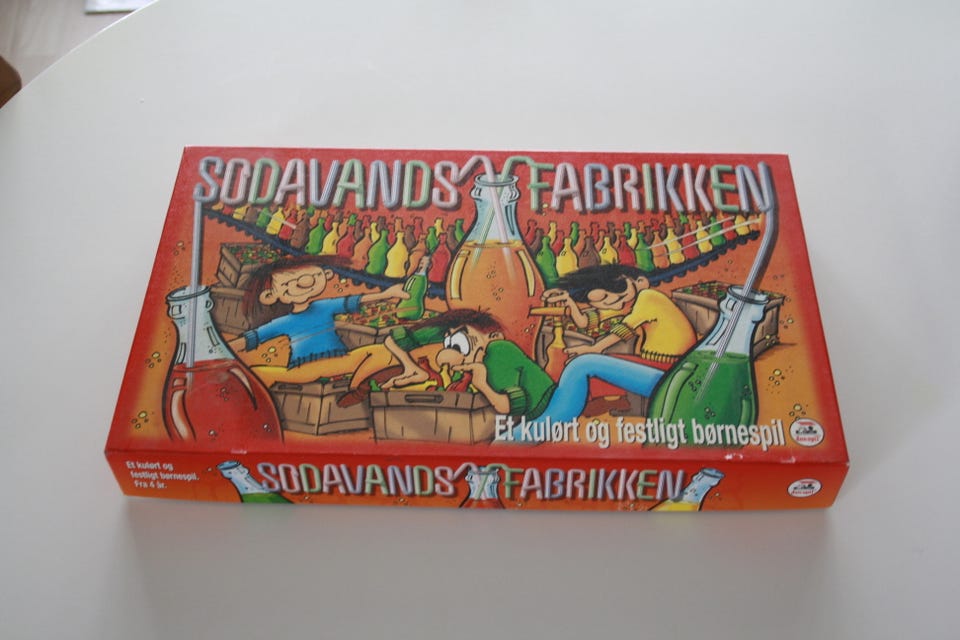 SODAVANDS FABRIKKEN
Et kulørt og festligt børnespil
Et kulørt og
festligt børnespil.
Fra 4 år.
SODAVANDS FABRIKKEN